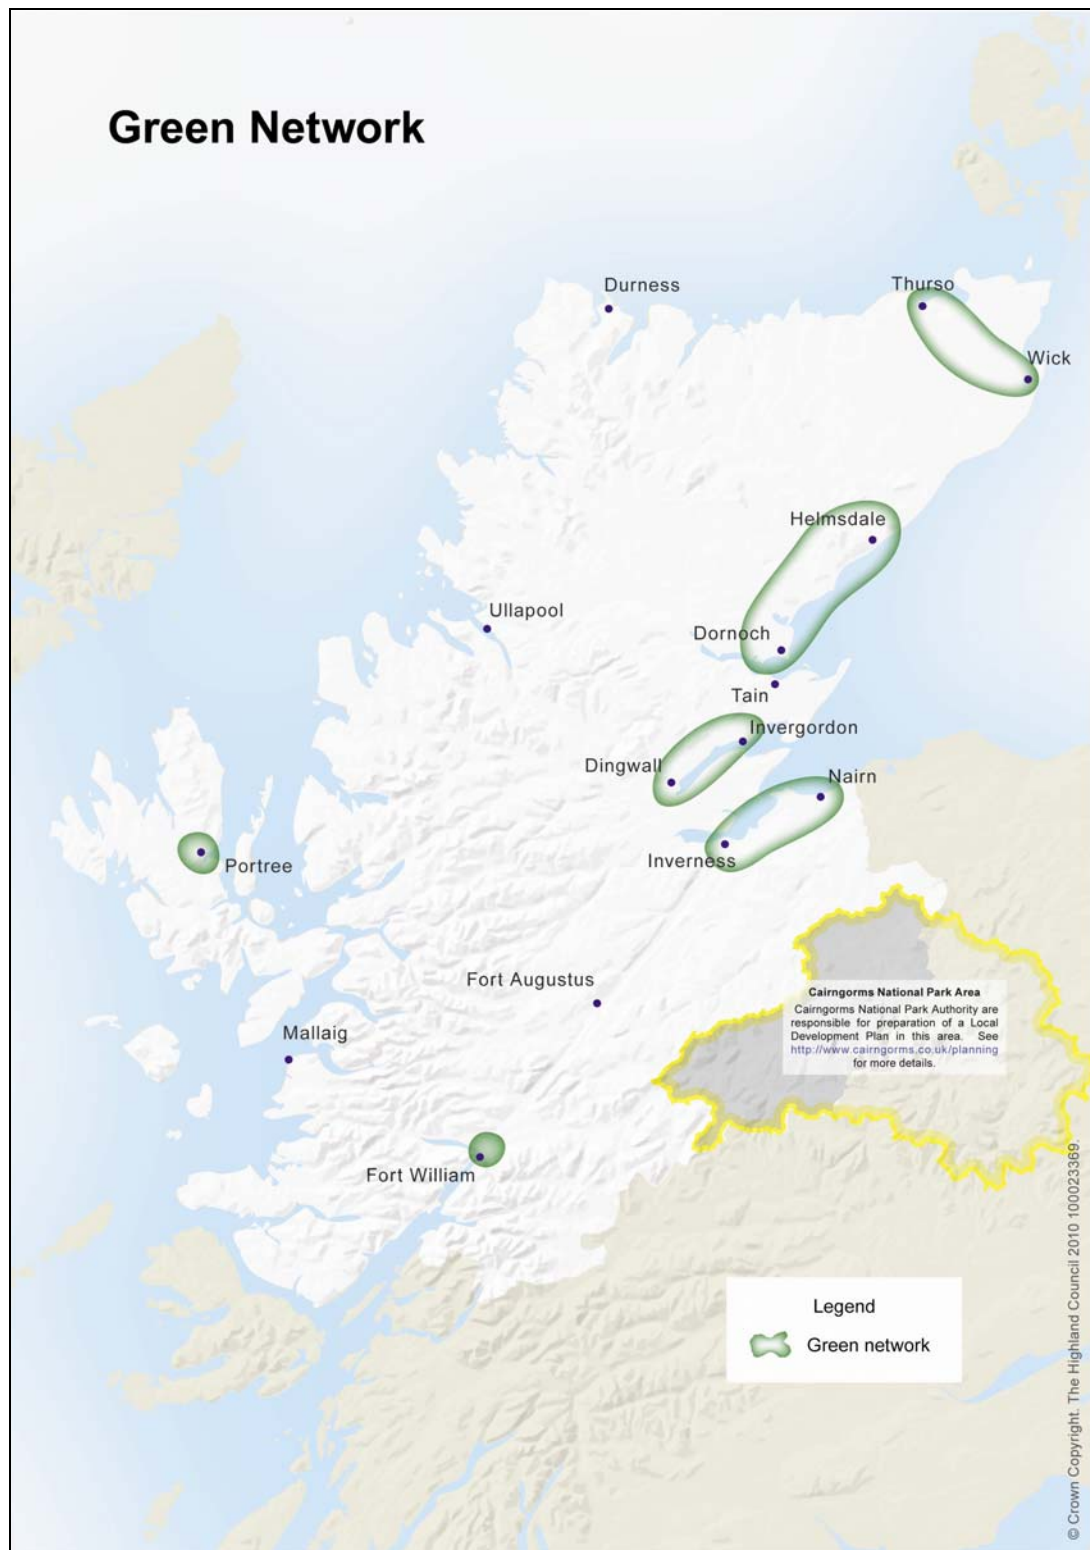 Green Network
Durness
Thurso
Wick
Helmsdale
Ullapool
Dornoch
Tain
Invergordon
Dingwall
Nairn
Inverness
Portree
Fort Augustus
Cairngorms National Park Area
Cairngorms National Park Authority are
responsible for preparation of a Local
Development Plan in this area. See
http://www.cairngorms.co.uk/planning
for more details.
Mallaig
Fort William
Legend
Green network
© Crown Copyright. The Highland Council 2010 100023369.